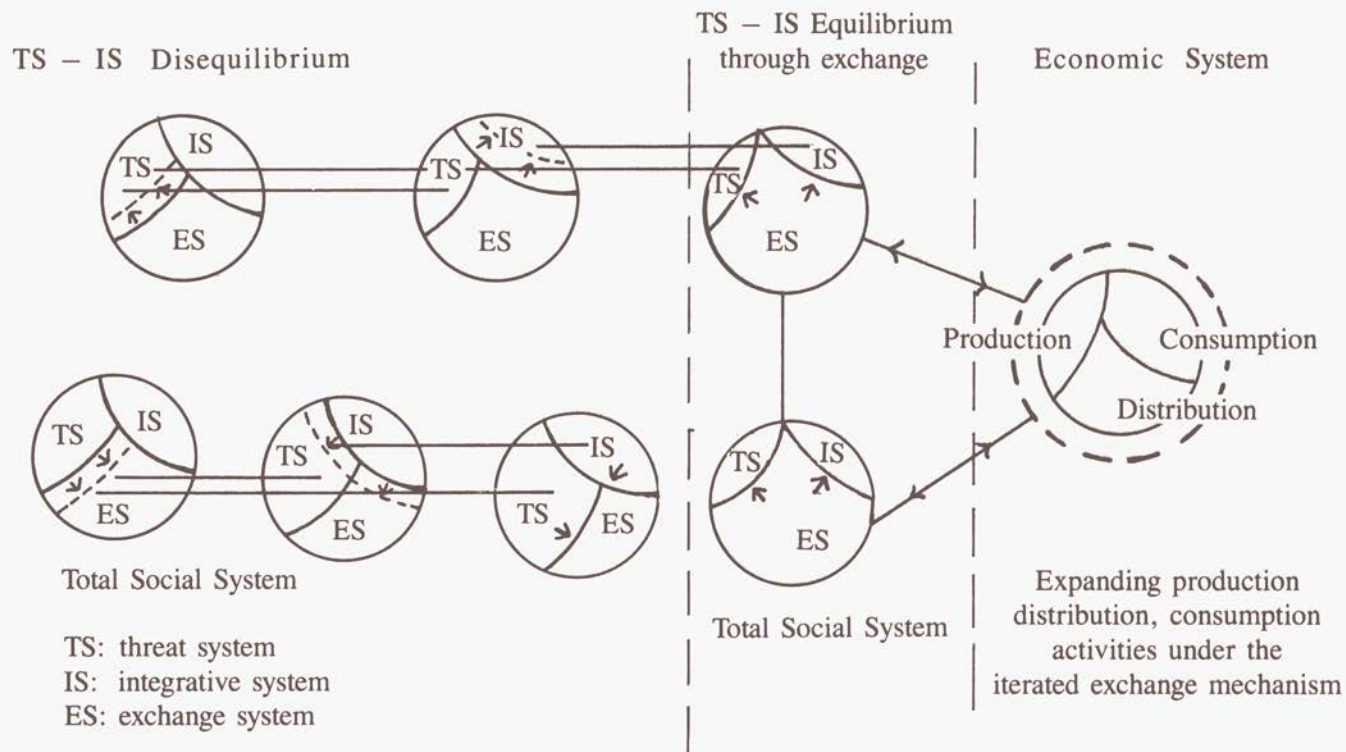 TS – IS Disequilibrium
TS – IS Equilibrium
through exchange
Economic System
IS
TS
ES
IS
TS
ES
IS
TS
ES
Production
Consumption
Distribution
TS
IS
ES
IS
TS
ES
IS
TS
ES
TS
IS
ES
Total Social System
TS: threat system
IS: integrative system
ES: exchange system
Total Social System
Expanding production
distribution, consumption
activities under the
iterated exchange mechanism